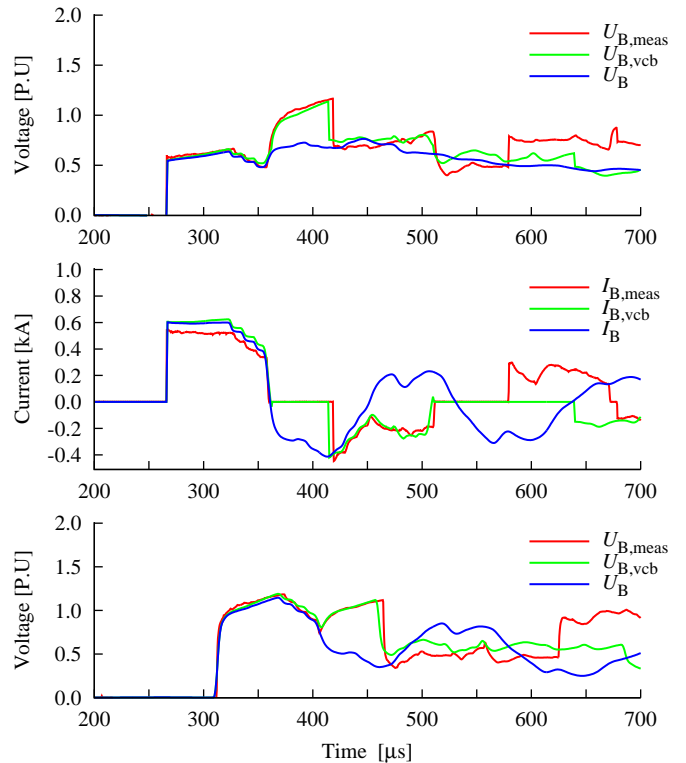 2.0
1.5
1.0
0.5
0.0
Voltage [P.U]
U_B,meas
U_B,vcb
U_B
200 300 400 500 600 700
1.0
0.8
0.6
0.4
0.2
0.0
-0.2
-0.4
Current [kA]
I_B,meas
I_B,vcb
I_B
200 300 400 500 600 700
2.0
1.5
1.0
0.5
0.0
Voltage [P.U]
U_B,meas
U_B,vcb
U_B
200 300 400 500 600 700
Time [μs]